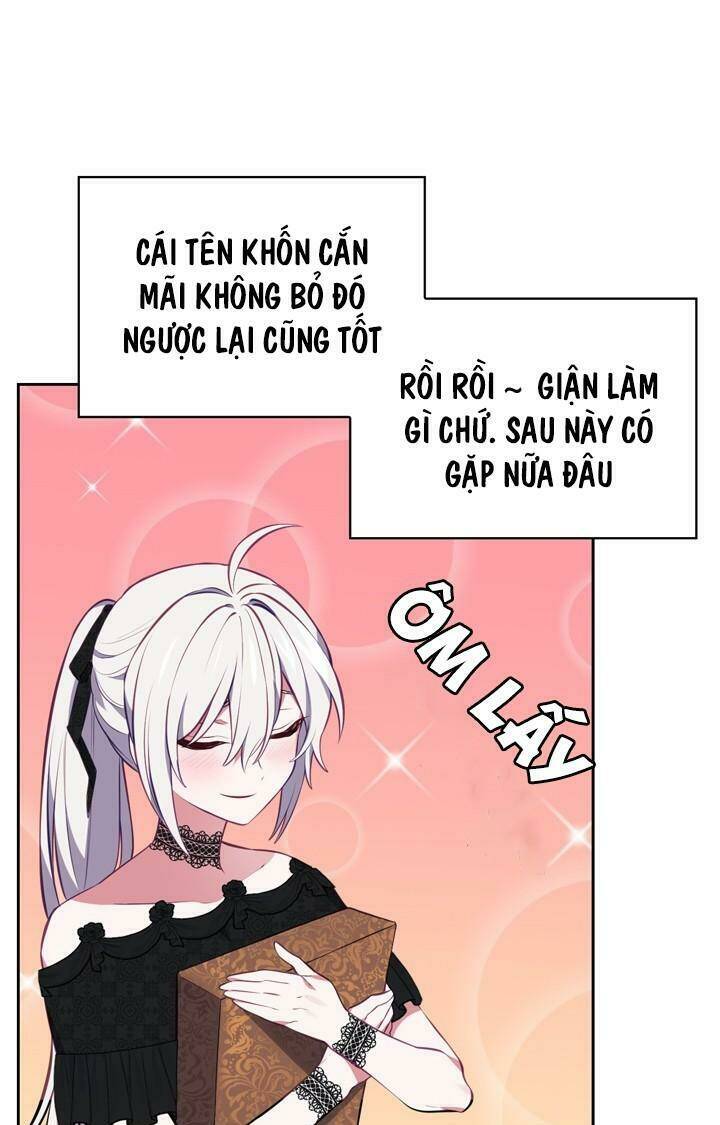 CÁI TÊN KHỐN CẮN
MÃI KHÔNG BỎ ĐÓ
NGƯỢC LẠI CŨNG TỐT
RỒI RỒI ~ GIẬN LÀM
GÌ CHỨ. SAU NÀY CÓ
GẶP NỮA ĐÂU
ÔM LẤY